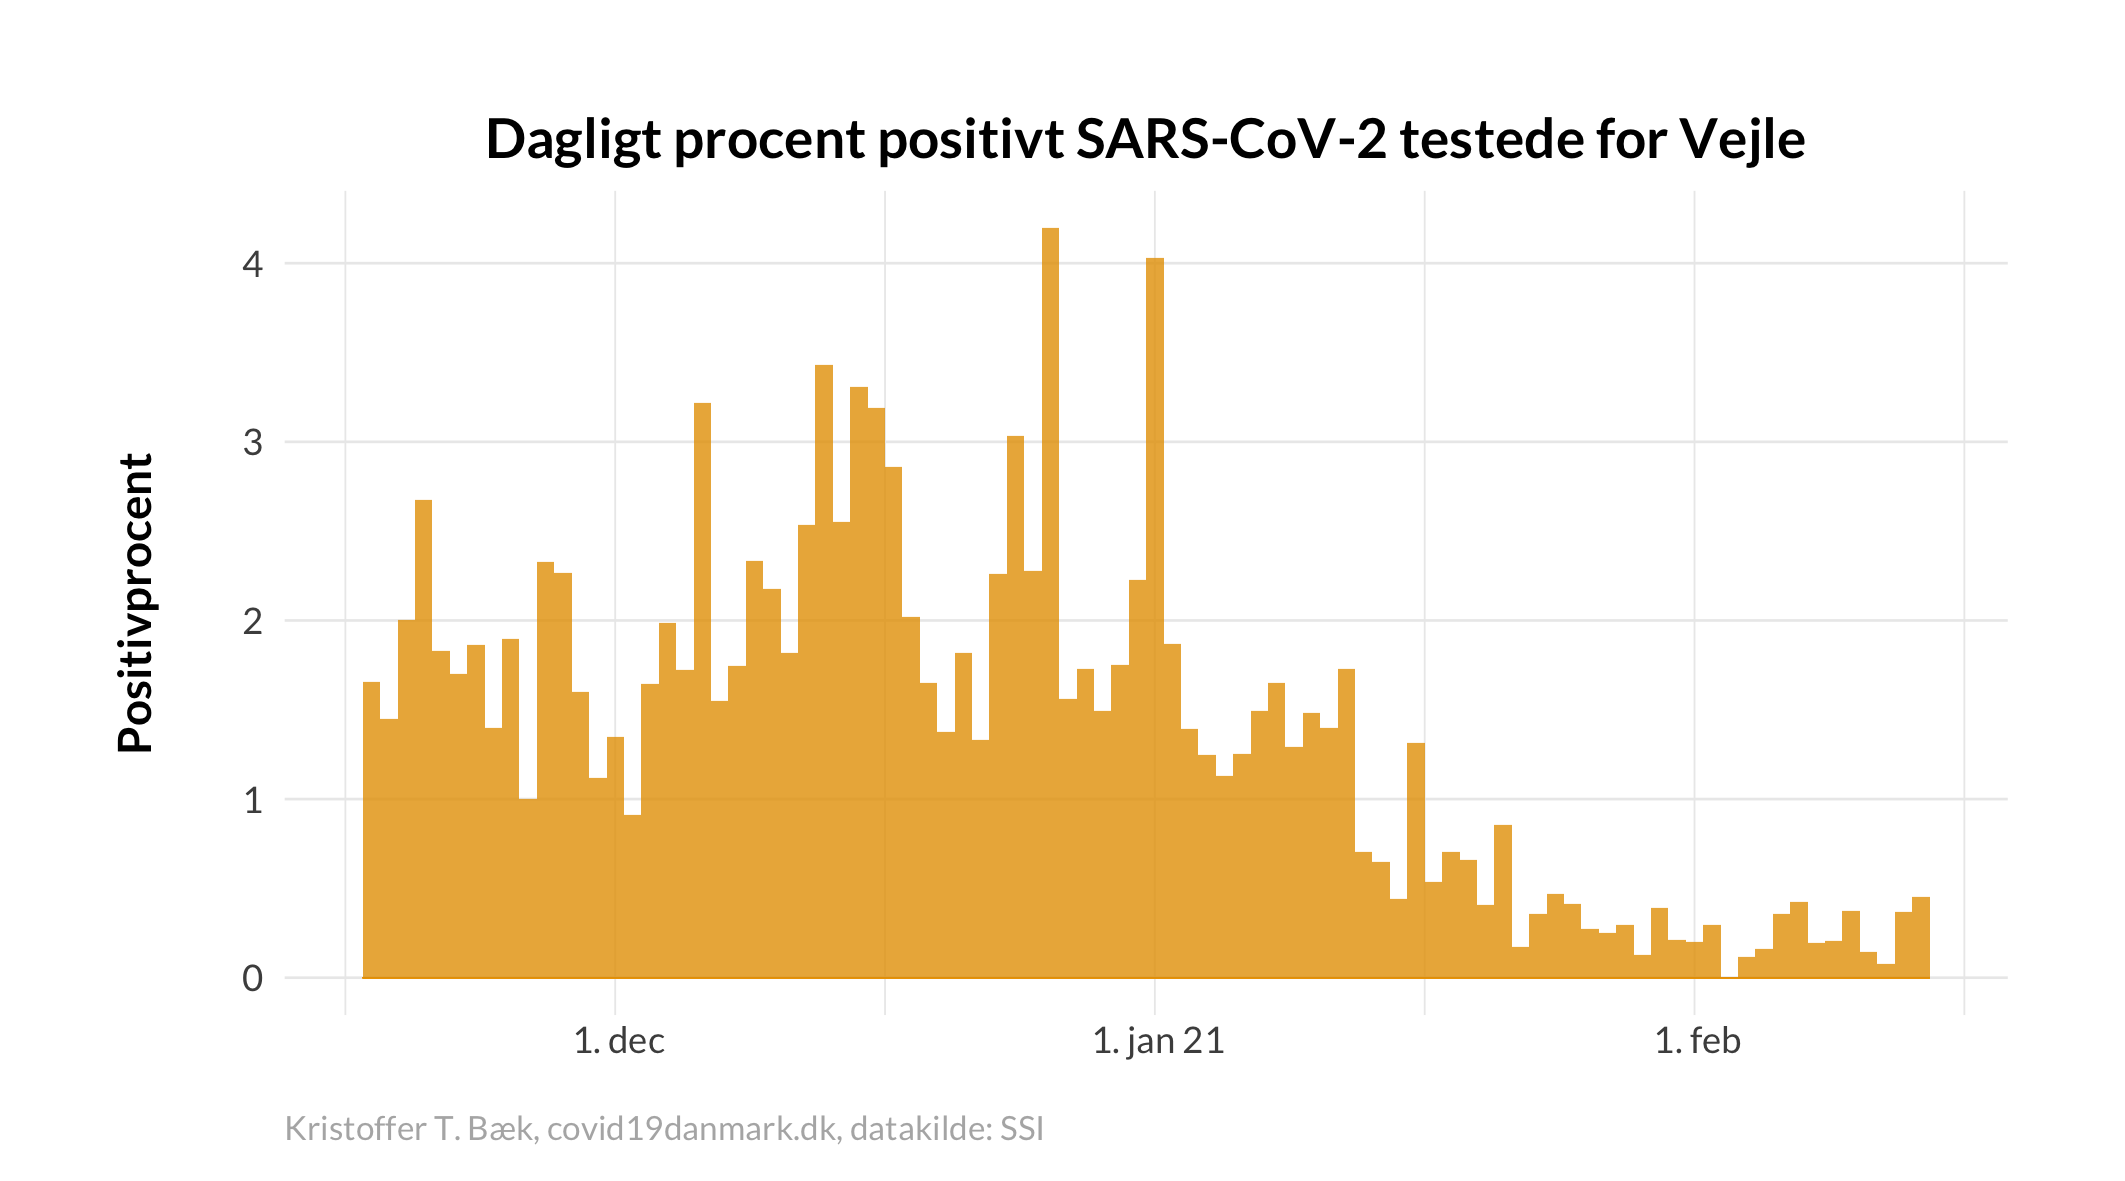 Dagligt procent positivt SARS-CoV-2 testede for Vejle
Positivprocent
4
3
2
1
0
1. dec
1. jan 21
1. feb
Kristoffer T. Bæk, covid19danmark.dk, datakilde: SSI